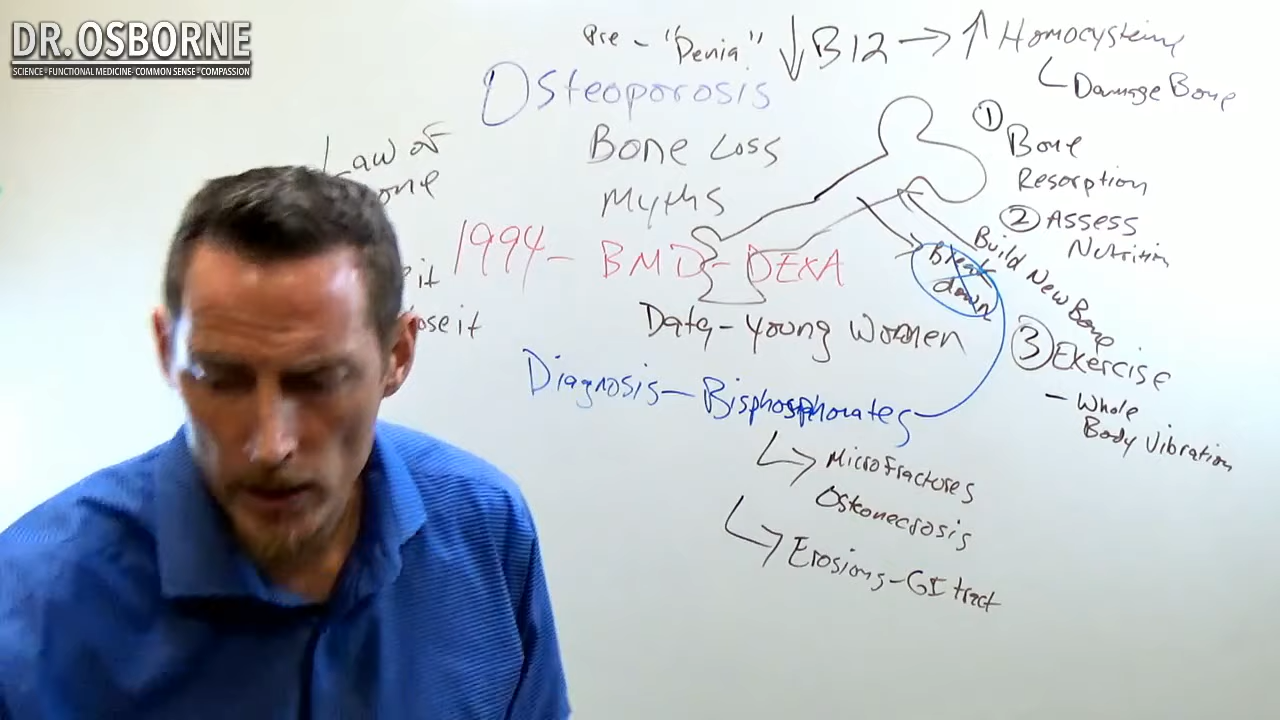 DR. OSBORNE
SCIENCE - FUNCTIONAL MEDICINE - COMMON SENSE - COMPASSION
Pre - "Penia" ↓ B12 → ↑ Homocysteine
Damage Bone
Osteoporosis
Bone Loss
Myths
Law of
one
it
ose it
1994 - BMD - DEXA
Data - Young Women
Diagnosis - Bisphosphonates
Microfractures
Osteonecrosis
Erosions - GI tract
Break
down
Build New Bone
① Bone
Resorption
② Assess
Nutrition
③ Exercise
- Whole
Body Vibration